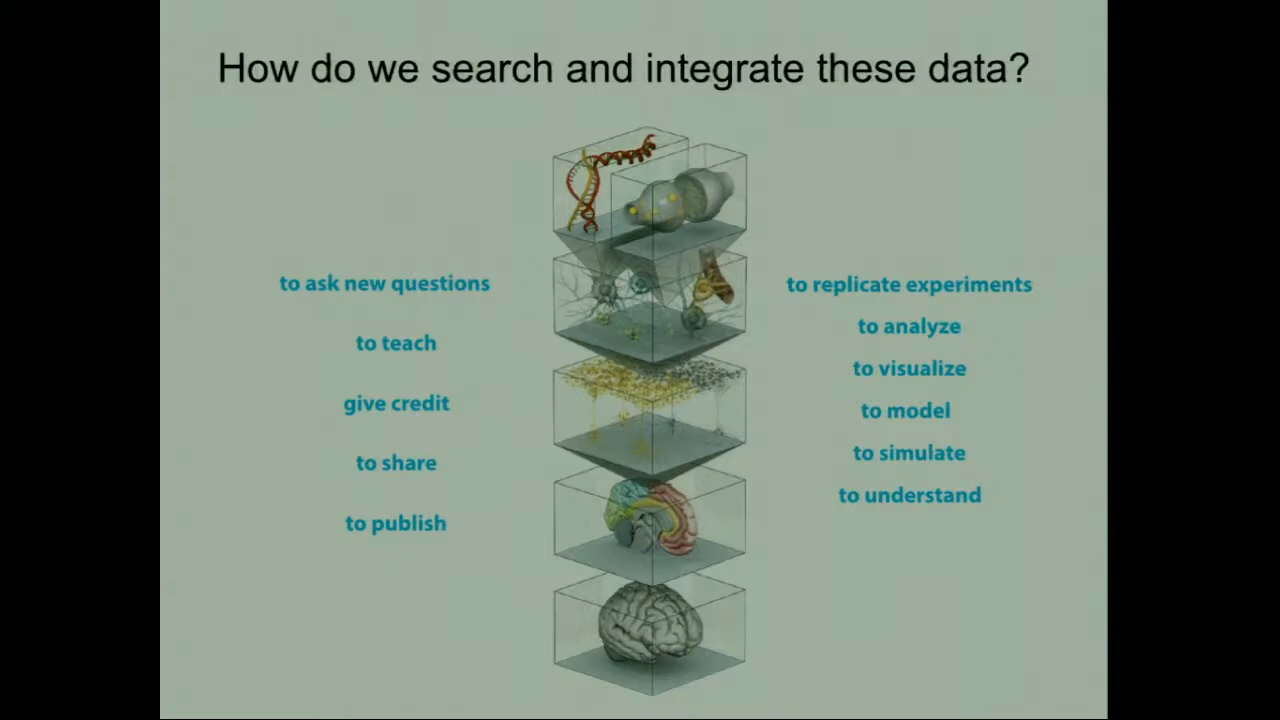 How do we search and integrate these data?
to ask new questions
to teach
give credit
to share
to publish
to replicate experiments
to analyze
to visualize
to model
to simulate
to understand